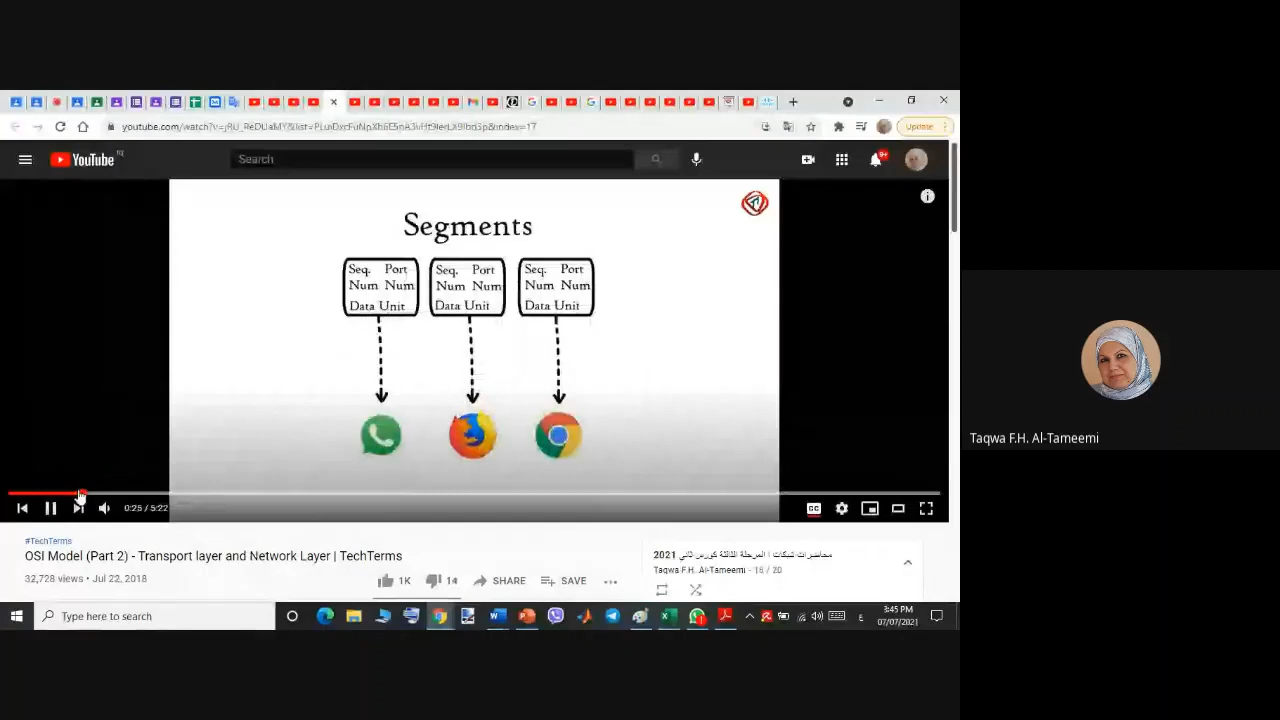 YouTube
Search
9+
Update
Segments
Seq. Port
Num Num
Data Unit
Seq. Port
Num Num
Data Unit
Seq. Port
Num Num
Data Unit
0:25 / 5:22
CC
#TechTerms
OSI Model (Part 2) - Transport layer and Network Layer | TechTerms
32,728 views • Jul 22, 2018
1K
14
SHARE
SAVE
محاضرات شبكات ا المرحلة الثالثة كورس ثاني 2021
Taqwa F.H. Al-Tameemi - 18 / 20
Type here to search
ع
3:45 PM
07/07/2021
Taqwa F.H. Al-Tameemi